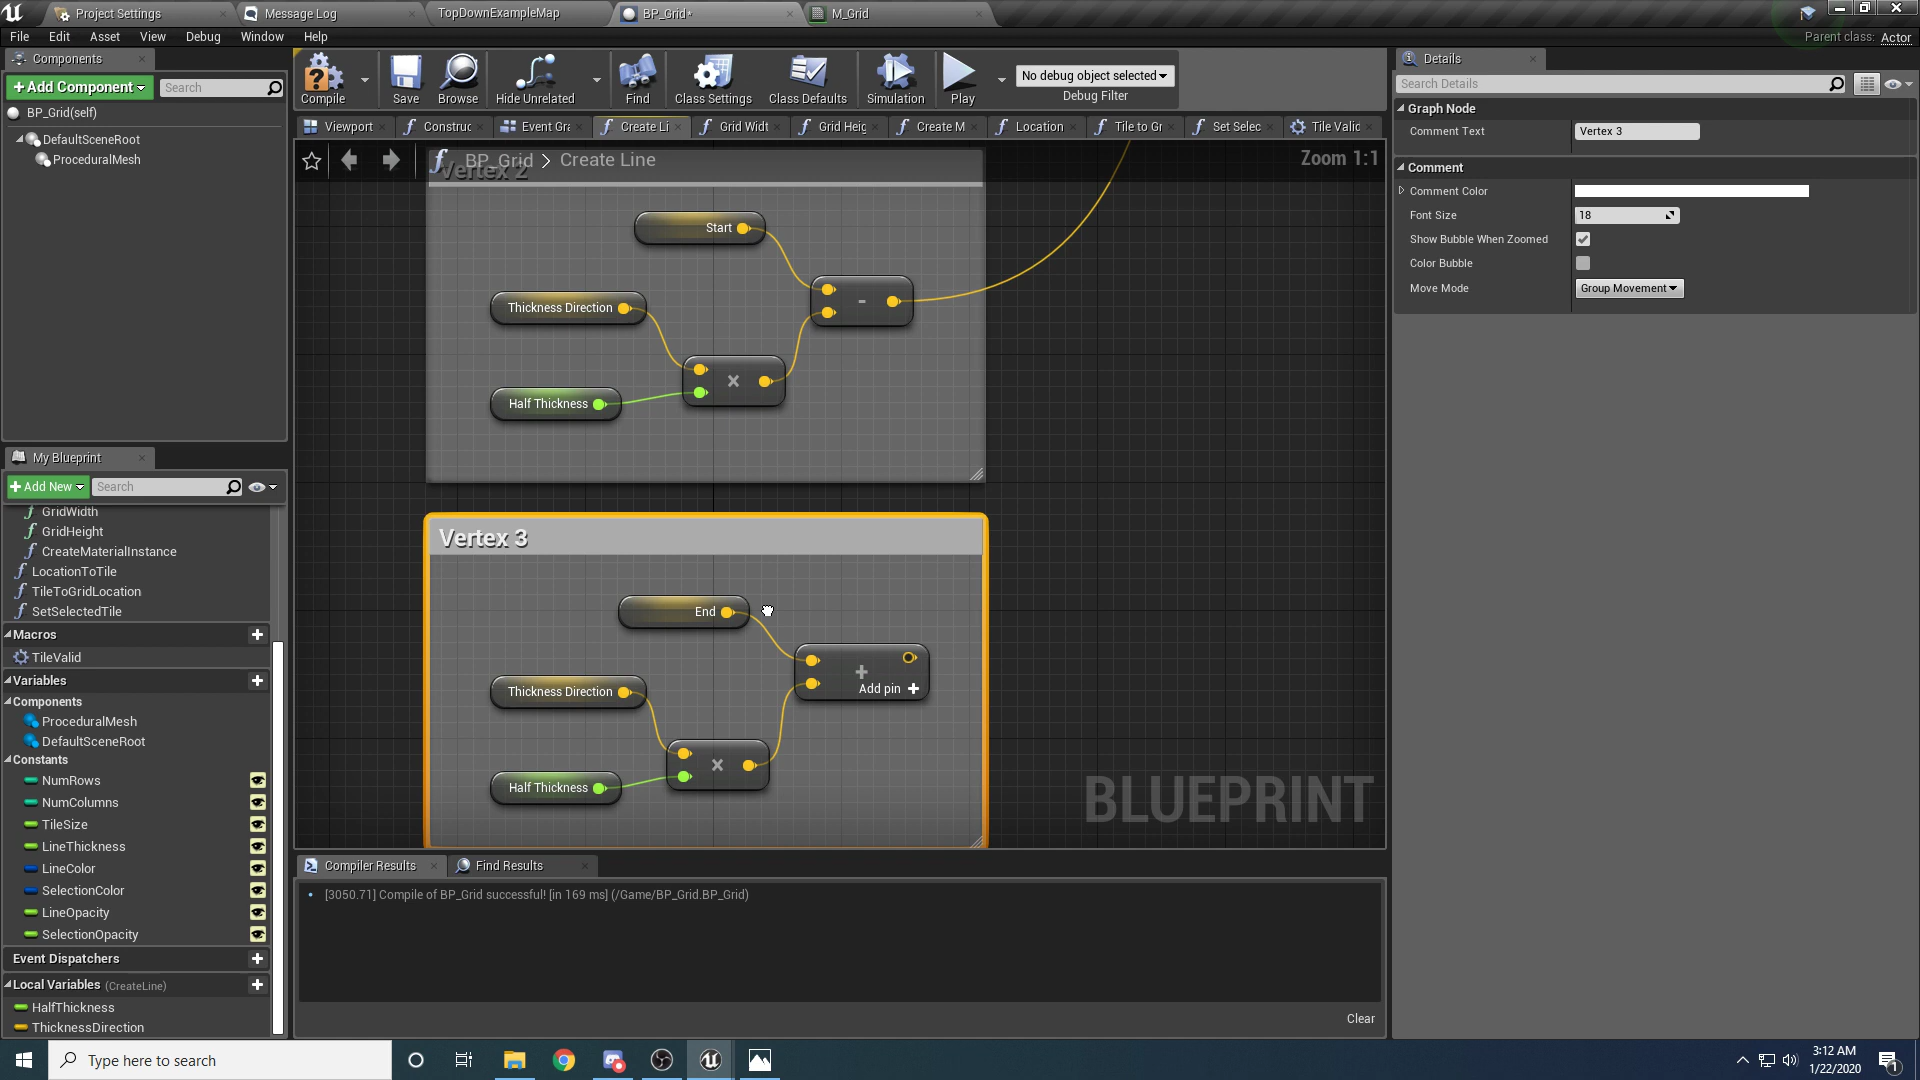 Project Settings
Message Log
TopDownExampleMap
BP_Grid*
M_Grid
File Edit Asset View Debug Window Help
Parent class: Actor
Components
+ Add Component
Search
BP_Grid(self)
DefaultSceneRoot
ProceduralMesh
My Blueprint
+ Add New
Search
GridWidth
GridHeight
CreateMaterialInstance
LocationToTile
TileToGridLocation
SetSelectedTile
Macros
TileValid
Variables
Components
ProceduralMesh
DefaultSceneRoot
Constants
NumRows
NumColumns
TileSize
LineThickness
LineColor
SelectionColor
LineOpacity
SelectionOpacity
Event Dispatchers
Local Variables (CreateLine)
HalfThickness
ThicknessDirection
Compile
Save
Browse
Hide Unrelated
Find
Class Settings
Class Defaults
Simulation
Play
No debug object selected
Debug Filter
Viewport
Construc
Event Gra
Create Li
Grid Widt
Grid Heig
Create M
Location
Tile to Gr
Set Selec
Tile Valid
BP_Grid > Create Line
Zoom 1:1
Vertex 2
Start
Thickness Direction
-
×
Half Thickness
Vertex 3
End
+
Add pin +
Thickness Direction
×
Half Thickness
BLUEPRINT
Compiler Results
Find Results
[3050.71] Compile of BP_Grid successful! [in 169 ms] (/Game/BP_Grid.BP_Grid)
Clear
Details
Search Details
Graph Node
Comment Text Vertex 3
Comment
Comment Color
Font Size 18
Show Bubble When Zoomed
Color Bubble
Move Mode Group Movement
Type here to search
3:12 AM
1/22/2020
1